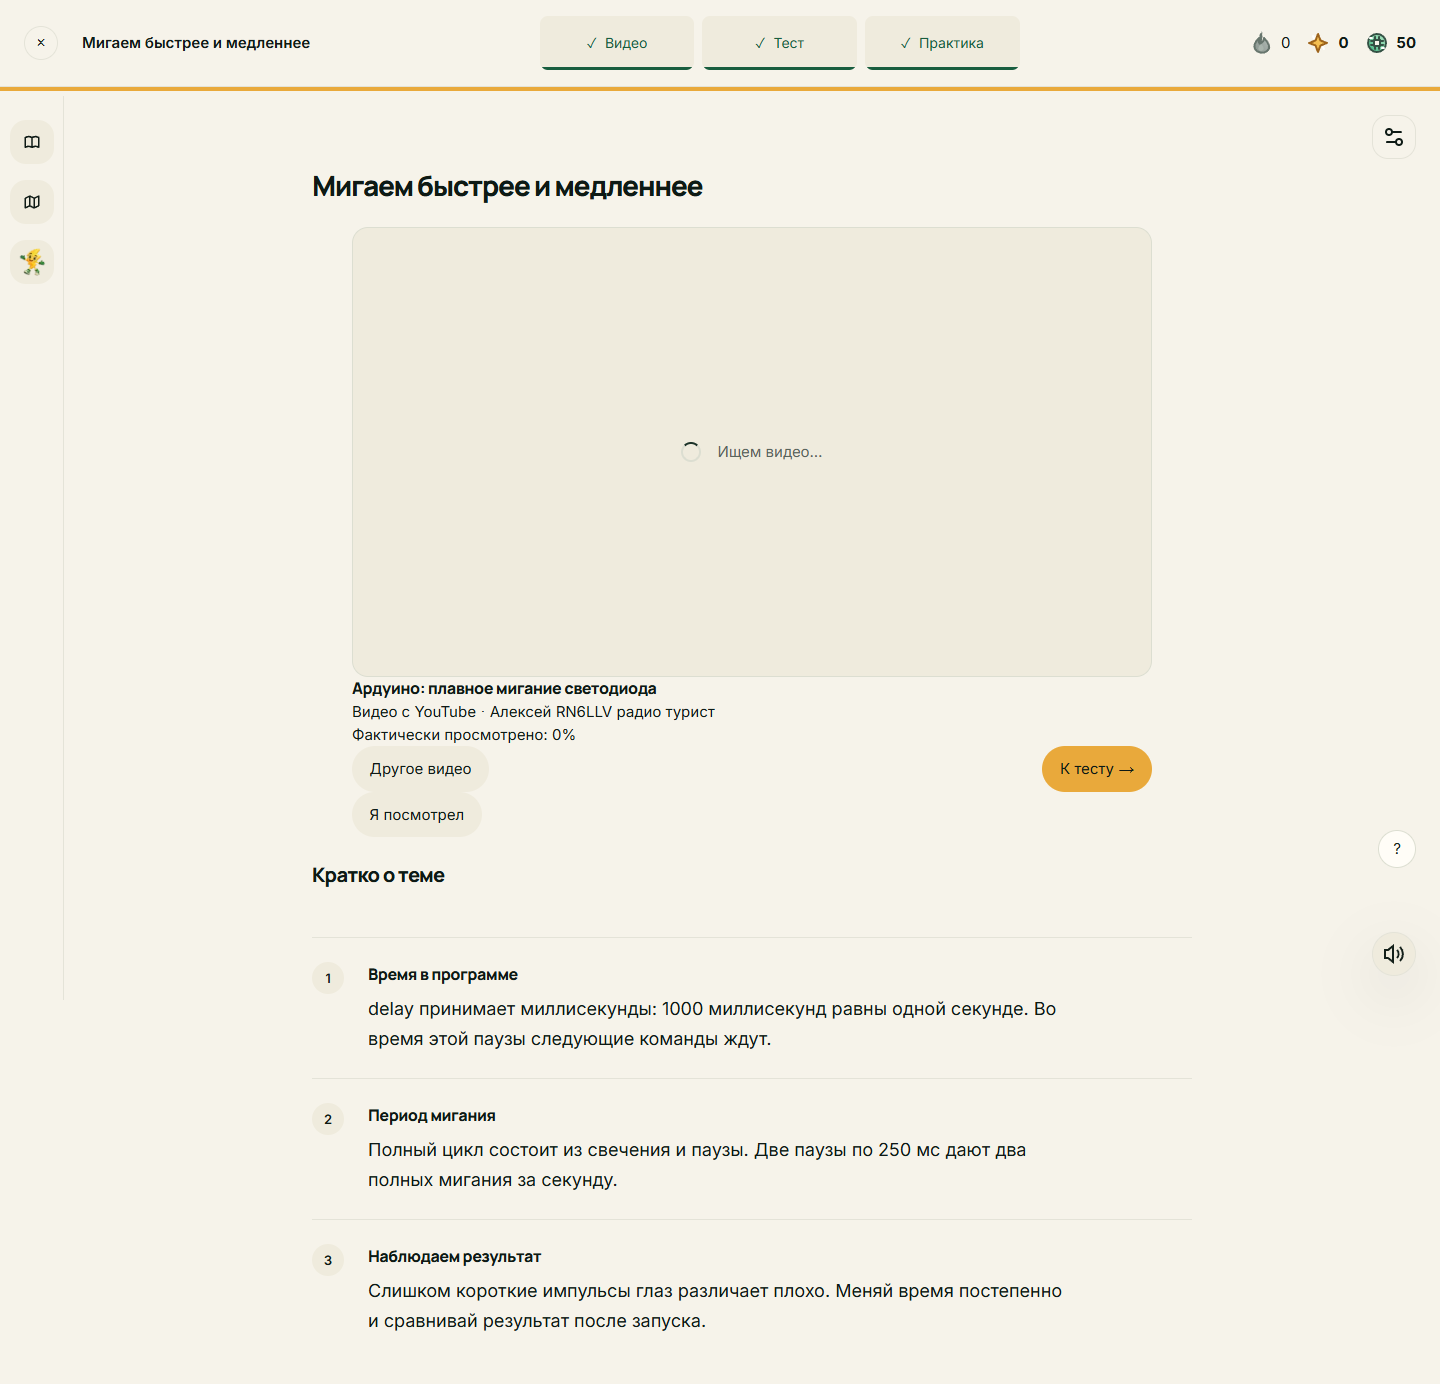 × Мигаем быстрее и медленнее
✓ Видео
✓ Тест
✓ Практика
0 0 50
Мигаем быстрее и медленнее
Ищем видео...
Ардуино: плавное мигание светодиода
Видео с YouTube · Алексей RN6LLV радио турист
Фактически просмотрено: 0%
Другое видео
К тесту →
Я посмотрел
?
Кратко о теме
1 Время в программе
delay принимает миллисекунды: 1000 миллисекунд равны одной секунде. Во
время этой паузы следующие команды ждут.
2 Период мигания
Полный цикл состоит из свечения и паузы. Две паузы по 250 мс дают два
полных мигания за секунду.
3 Наблюдаем результат
Слишком короткие импульсы глаз различает плохо. Меняй время постепенно
и сравнивай результат после запуска.